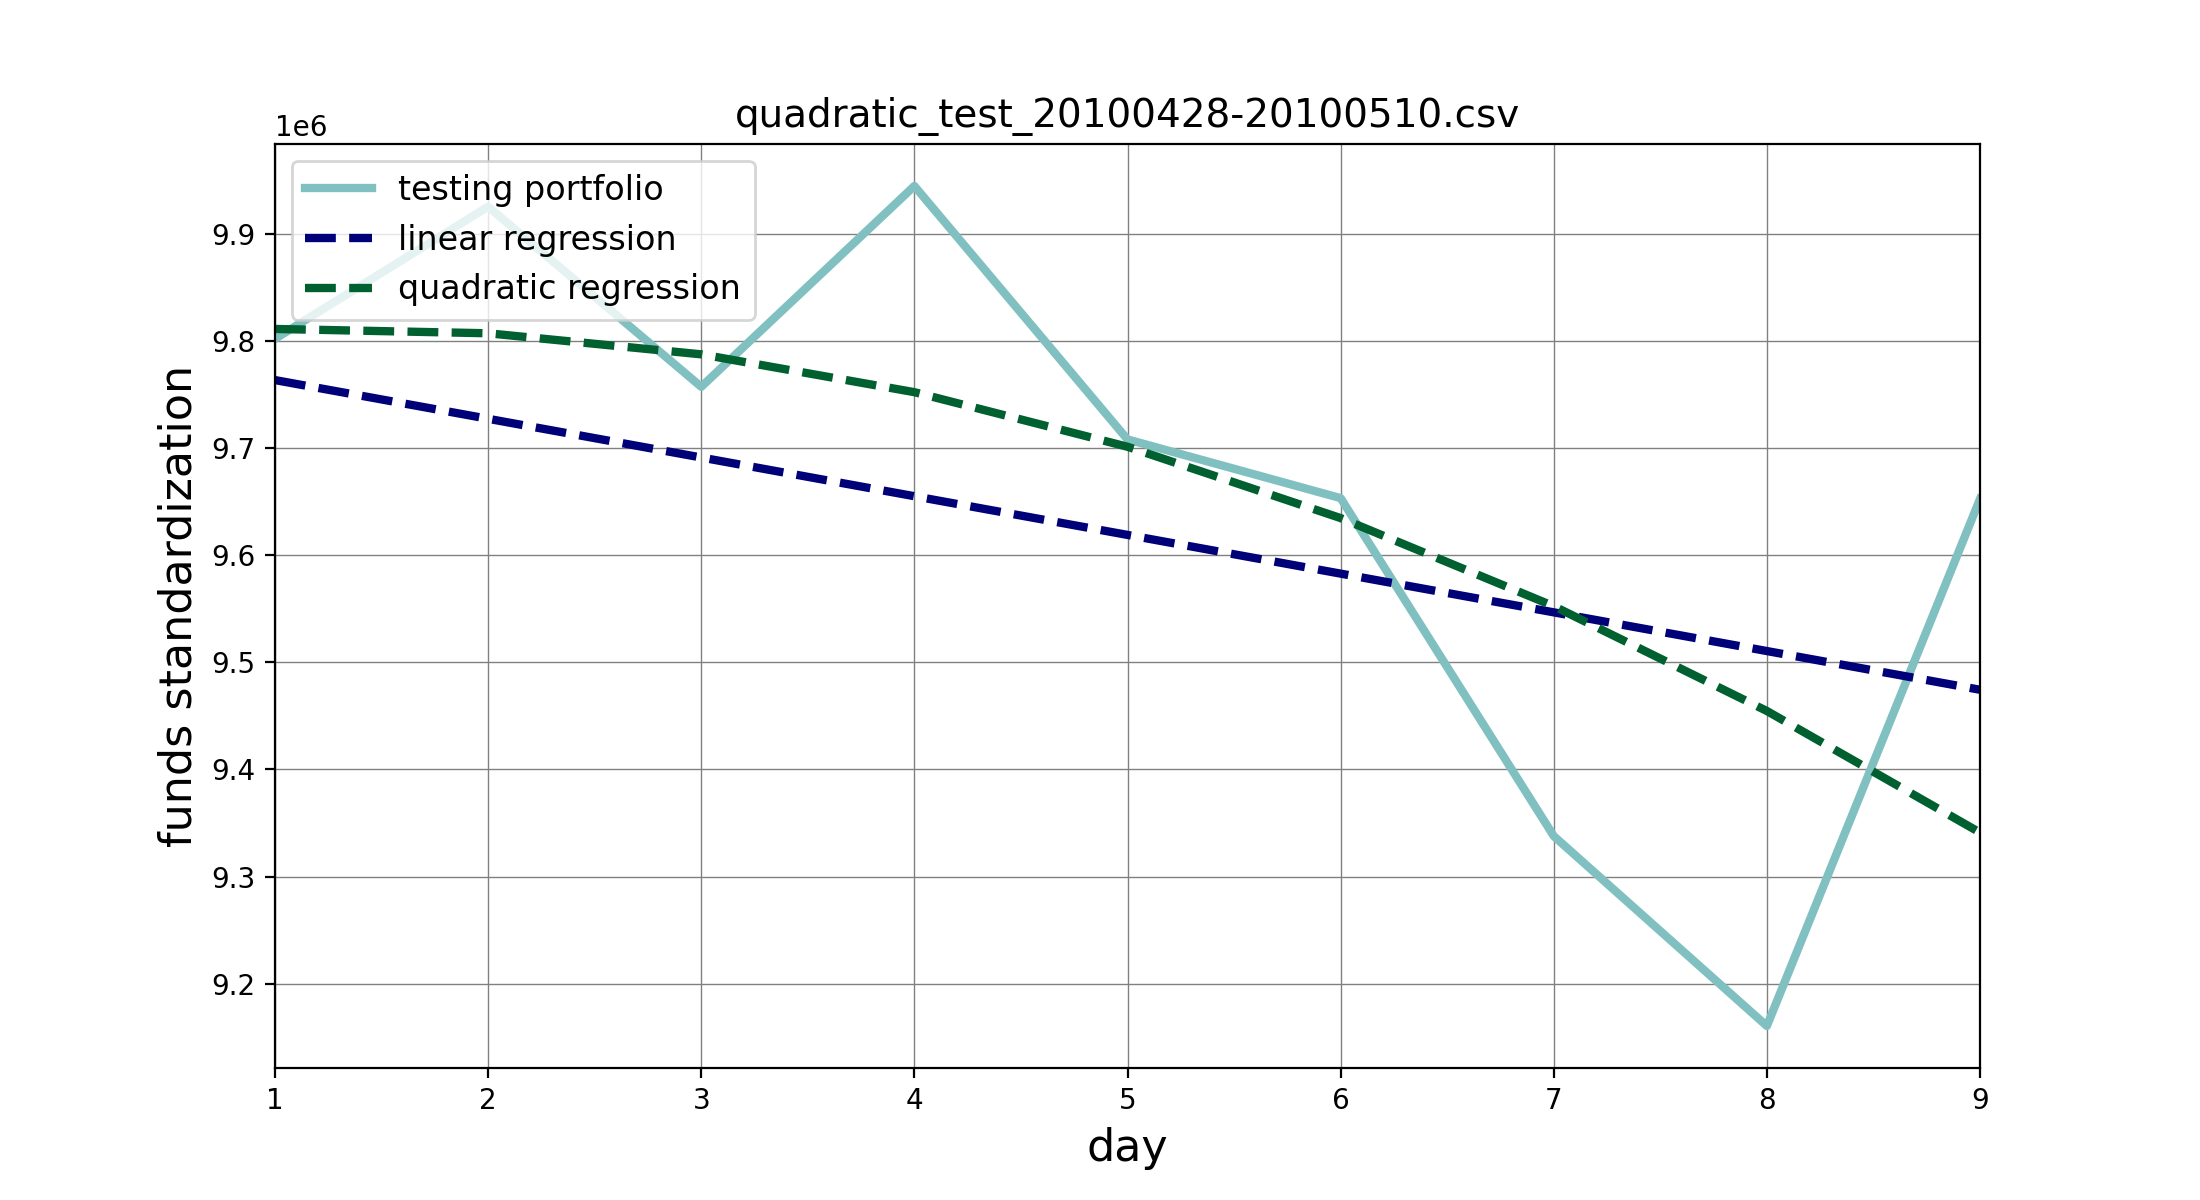 quadratic_test_20100428-20100510.csv
1e6
testing portfolio
linear regression
quadratic regression
9.9
9.8
9.7
9.6
9.5
9.4
9.3
9.2
funds standardization
1 2 3 4 5 6 7 8 9
day